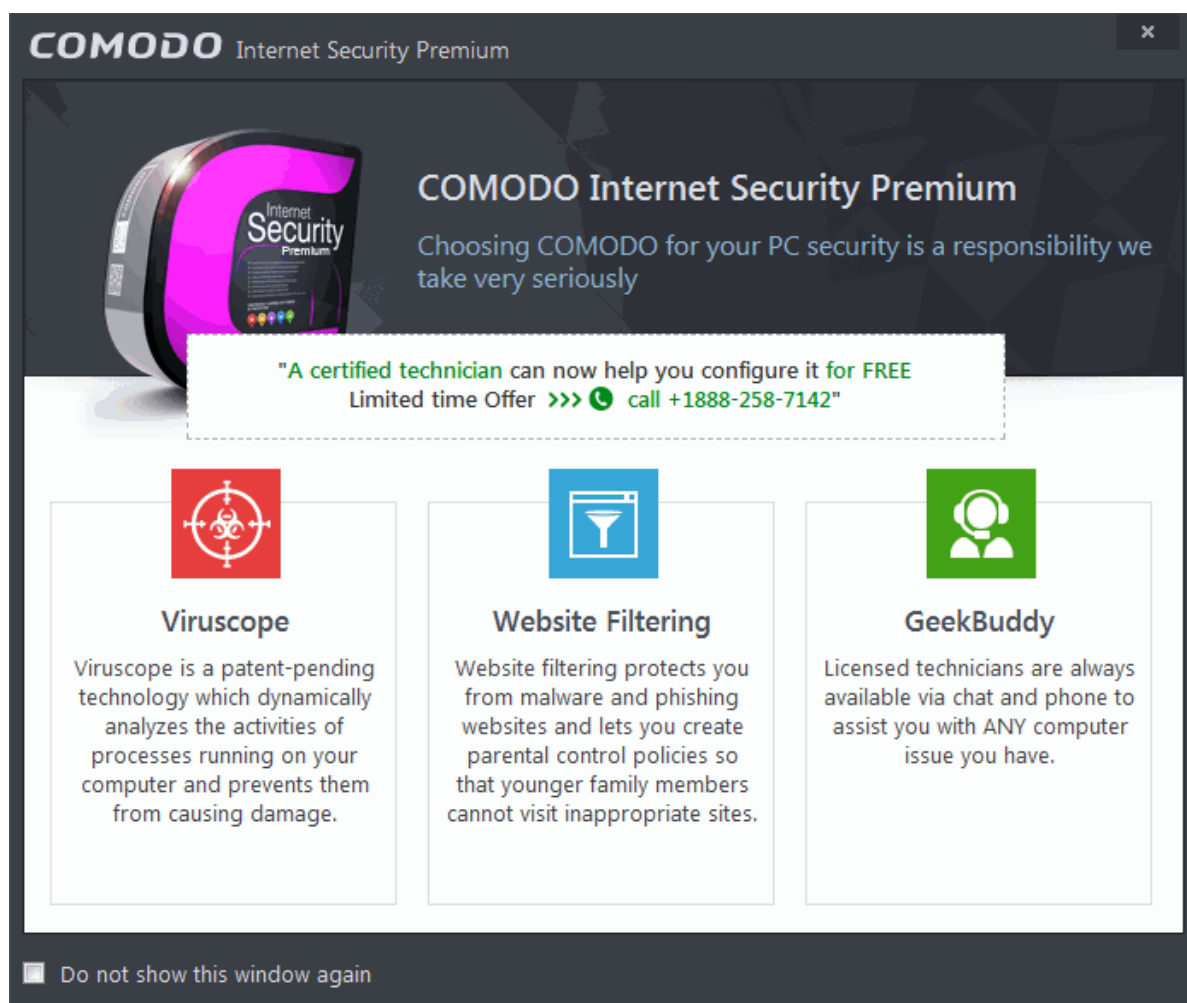 COMODO Internet Security Premium
Internet
Security
Premium
COMODO Internet Security Premium
Choosing COMODO for your PC security is a responsibility we
take very seriously
"A certified technician can now help you configure it for FREE
Limited time Offer >>> call +1888-258-7142"
Viruscope
Viruscope is a patent-pending
technology which dynamically
analyzes the activities of
processes running on your
computer and prevents them
from causing damage.
Website Filtering
Website filtering protects you
from malware and phishing
websites and lets you create
parental control policies so
that younger family members
cannot visit inappropriate sites.
GeekBuddy
Licensed technicians are always
available via chat and phone to
assist you with ANY computer
issue you have.
Do not show this window again